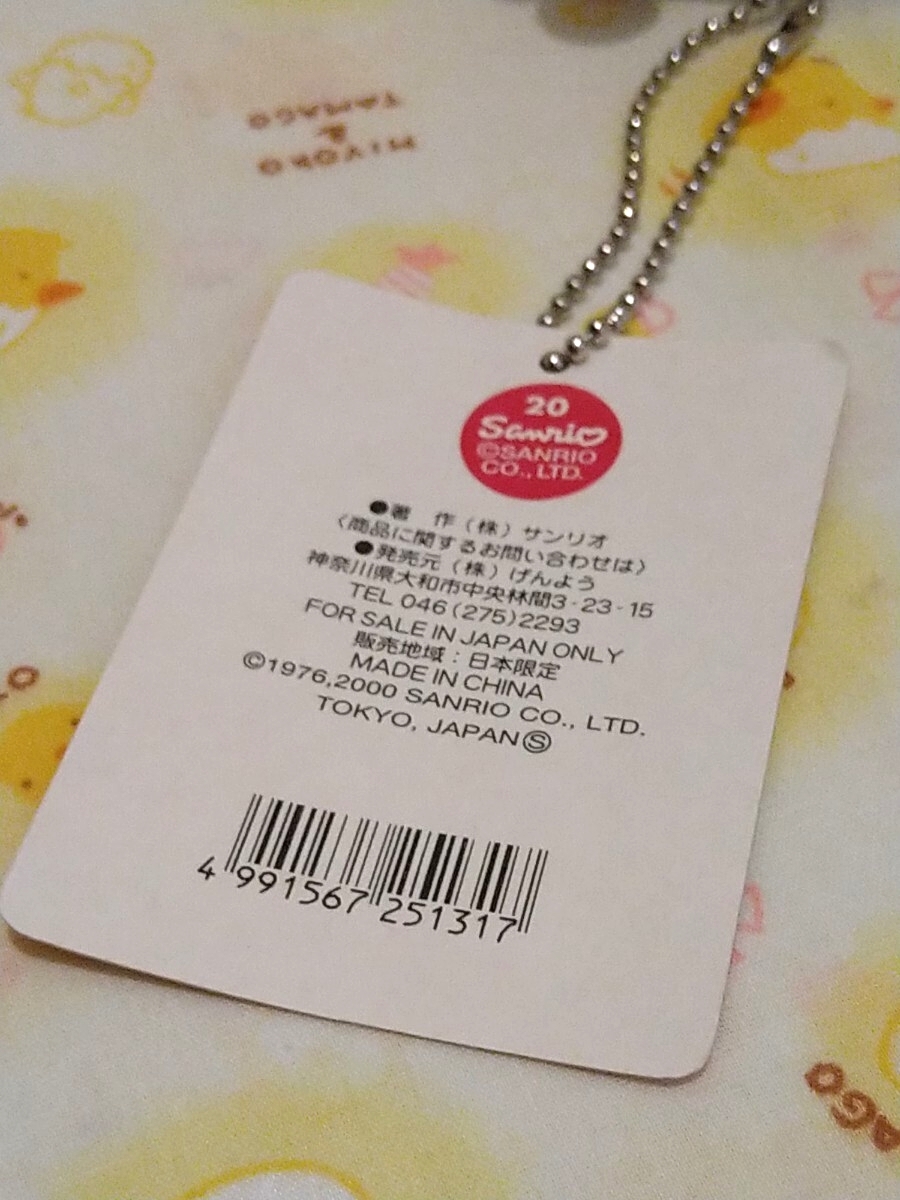 HIYOKO
&
TAMAGO
20
Sanrio
©SANRIO
CO., LTD.
●著 作（株）サンリオ
〈商品に関するお問い合わせは〉
●発売元（株）げんよう
神奈川県大和市中央林間3-23-15
TEL 046(275)2293
FOR SALE IN JAPAN ONLY
販売地域：日本限定
MADE IN CHINA
©1976,2000 SANRIO CO., LTD.
TOKYO, JAPANⓈ
4 991567 251317